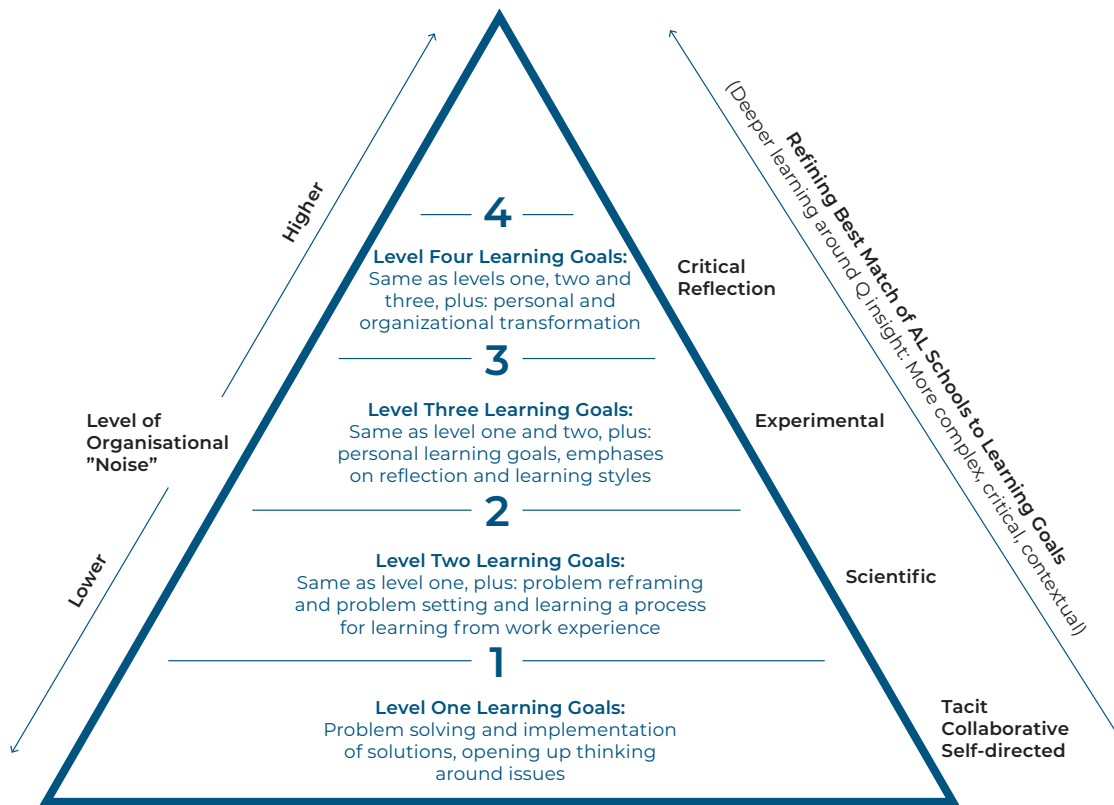 4
Level Four Learning Goals:
Same as levels one, two and
three, plus: personal and
organizational transformation
3
Level Three Learning Goals:
Same as level one and two, plus:
personal learning goals, emphases
on reflection and learning styles
2
Level Two Learning Goals:
Same as level one, plus: problem reframing
and problem setting and learning a process
for learning from work experience
1
Level One Learning Goals:
Problem solving and implementation
of solutions, opening up thinking
around issues
Higher
Level of
Organisational
”Noise”
Lower
Critical
Reflection
Experimental
Scientific
Tacit
Collaborative
Self-directed
Refining Best Match of AL Schools to Learning Goals
(Deeper learning around Q insight: More complex, critical, contextual)